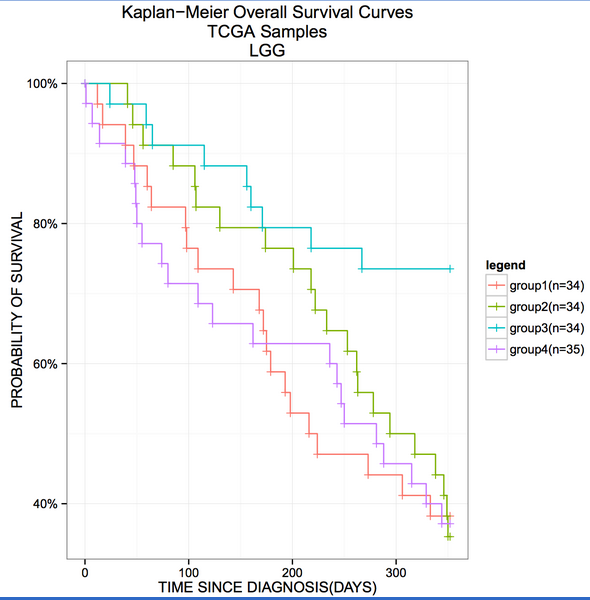 Kaplan−Meier Overall Survival Curves
TCGA Samples
LGG
100%
80%
60%
40%
PROBABILITY OF SURVIVAL
0
100
200
300
TIME SINCE DIAGNOSIS(DAYS)
legend
group1(n=34)
group2(n=34)
group3(n=34)
group4(n=35)